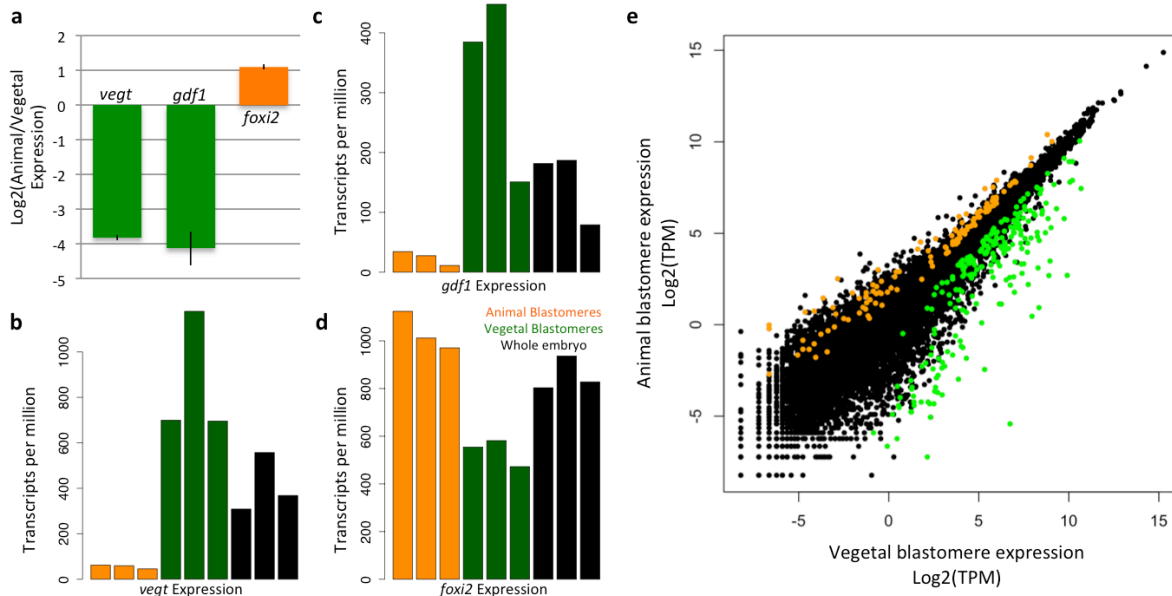 a
Log2(Animal/Vegetal
Expression)
2
1
0
-1
-2
-3
-4
-5
vegt
gdf1
foxi2
b
Transcripts per million
0
200
400
600
800
1000
vegt Expression
c
Transcripts per million
0
100
200
300
400
gdf1 Expression
d
Animal Blastomeres
Vegetal Blastomeres
Whole embryo
Transcripts per million
0
200
400
600
800
1000
foxi2 Expression
e
Animal blastomere expression
Log2(TPM)
15
10
5
0
-5
-5
0
5
10
15
Vegetal blastomere expression
Log2(TPM)